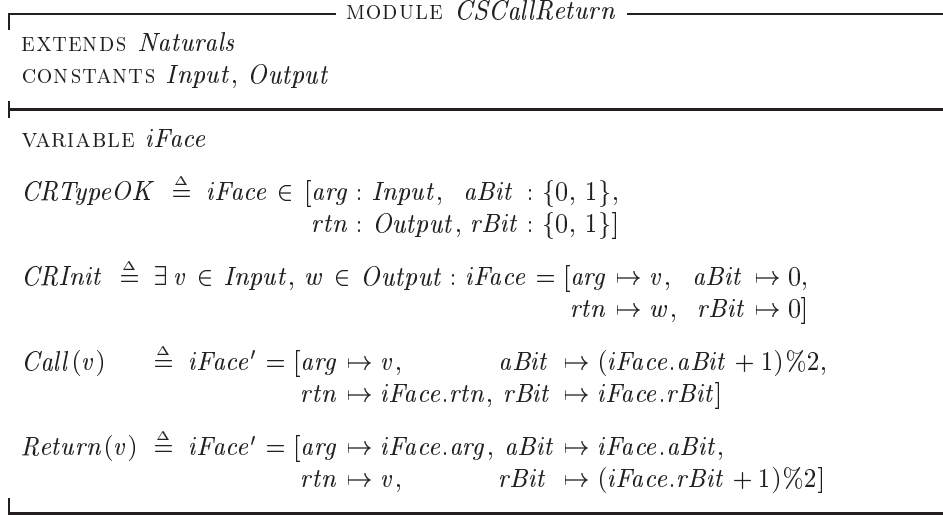 MODULE CSCallReturn
EXTENDS Naturals
CONSTANTS Input, Output
VARIABLE iFace
CRTypeOK ≜ iFace ∈ [arg : Input, aBit : {0, 1},
rtn : Output, rBit : {0, 1}]
CRInit ≜ ∃ v ∈ Input, w ∈ Output : iFace = [arg ↦ v, aBit ↦ 0,
rtn ↦ w, rBit ↦ 0]
Call(v) ≜ iFace′ = [arg ↦ v, aBit ↦ (iFace.aBit + 1)%2,
rtn ↦ iFace.rtn, rBit ↦ iFace.rBit]
Return(v) ≜ iFace′ = [arg ↦ iFace.arg, aBit ↦ iFace.aBit,
rtn ↦ v, rBit ↦ (iFace.rBit + 1)%2]